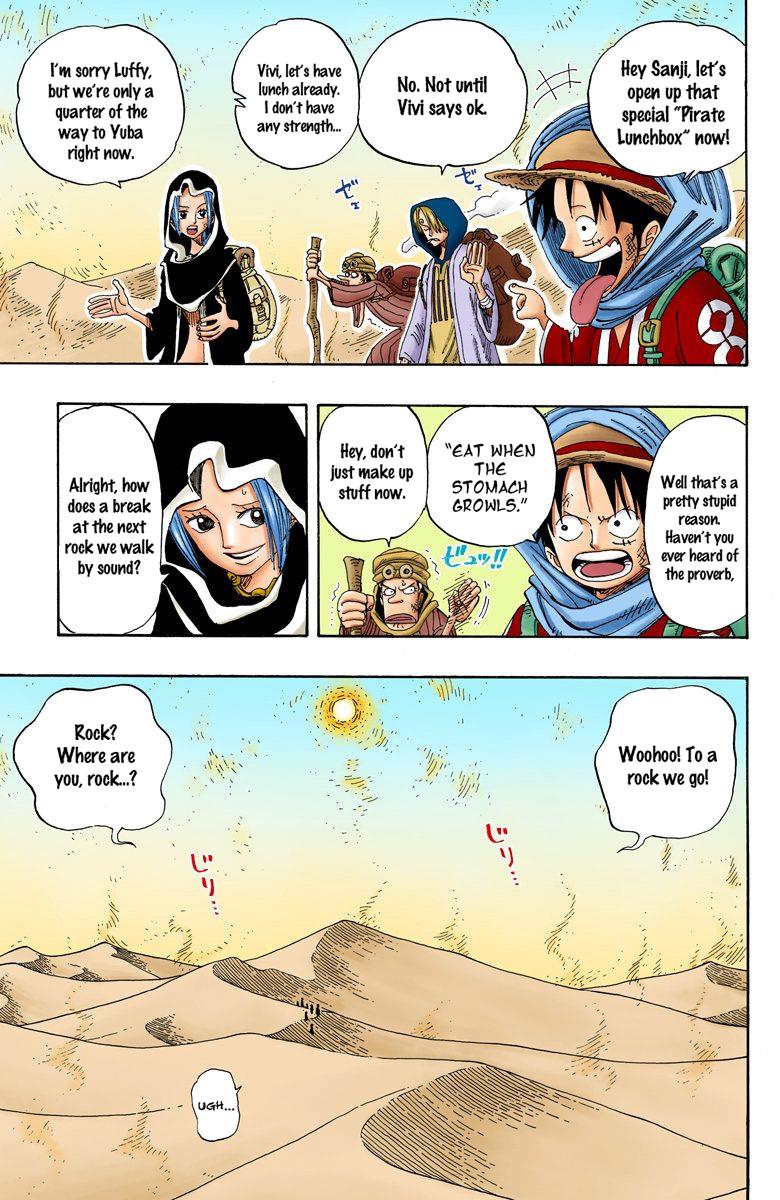 Hey Sanji, let's
open up that
special "Pirate
Lunchbox" now!
No. Not until
Vivi says ok.
Vivi, let's have
lunch already.
I don't have
any strength...
I'm sorry Luffy,
but we're only a
quarter of the
way to Yuba
right now.
ゼェ
ゼェ
Well that's a
pretty stupid
reason.
Haven't you
ever heard of
the proverb,
"EAT WHEN
THE
STOMACH
GROWLS."
Hey, don't
just make up
stuff now.
ビュッ!!
Alright, how
does a break
at the next
rock we walk
by sound?
Woohoo! To a
rock we go!
Rock?
Where are
you, rock...?
じり...
じり...
UGH...